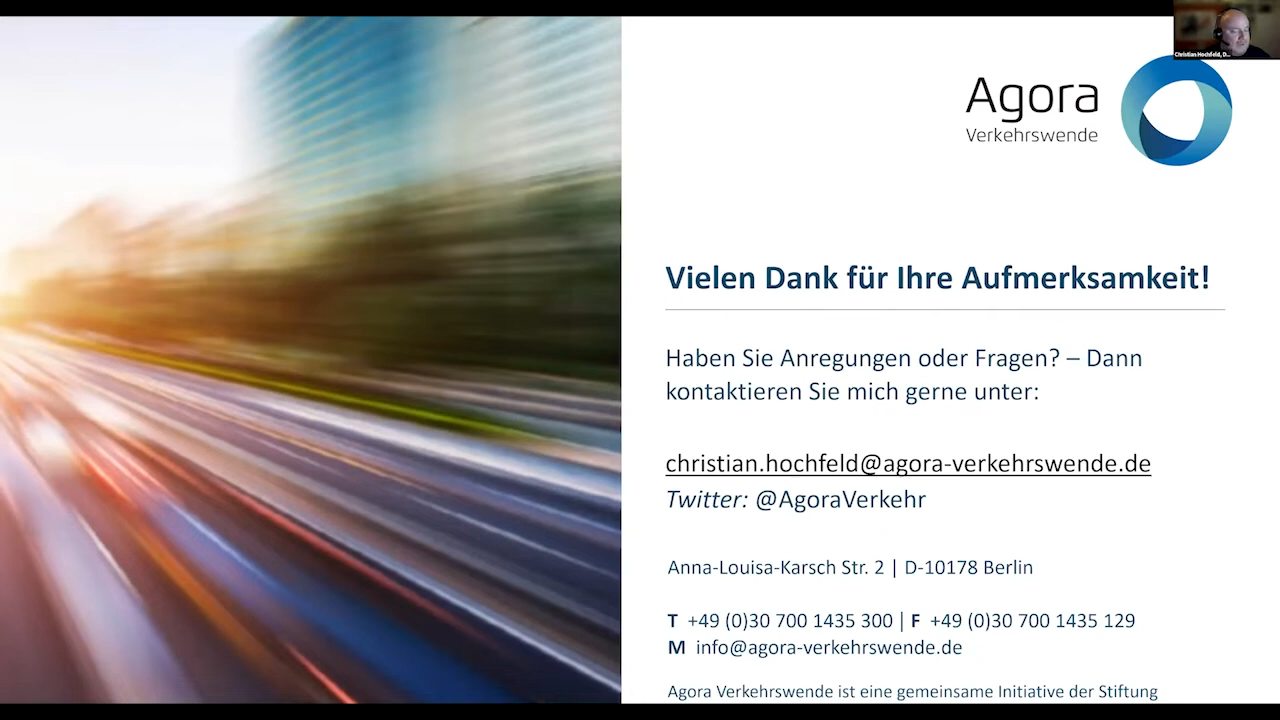 Christian Hochfeld, D...
Agora
Verkehrswende
Vielen Dank für Ihre Aufmerksamkeit!
Haben Sie Anregungen oder Fragen? – Dann
kontaktieren Sie mich gerne unter:
christian.hochfeld@agora-verkehrswende.de
Twitter: @AgoraVerkehr
Anna-Louisa-Karsch Str. 2 | D-10178 Berlin
T +49 (0)30 700 1435 300 | F +49 (0)30 700 1435 129
M info@agora-verkehrswende.de
Agora Verkehrswende ist eine gemeinsame Initiative der Stiftung